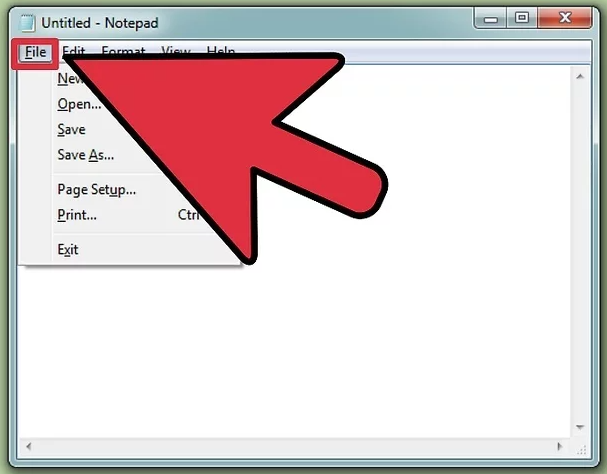 Untitled - Notepad
File Edit Format View Help
New
Open...
Save
Save As...
Page Setup...
Print... Ctrl
Exit